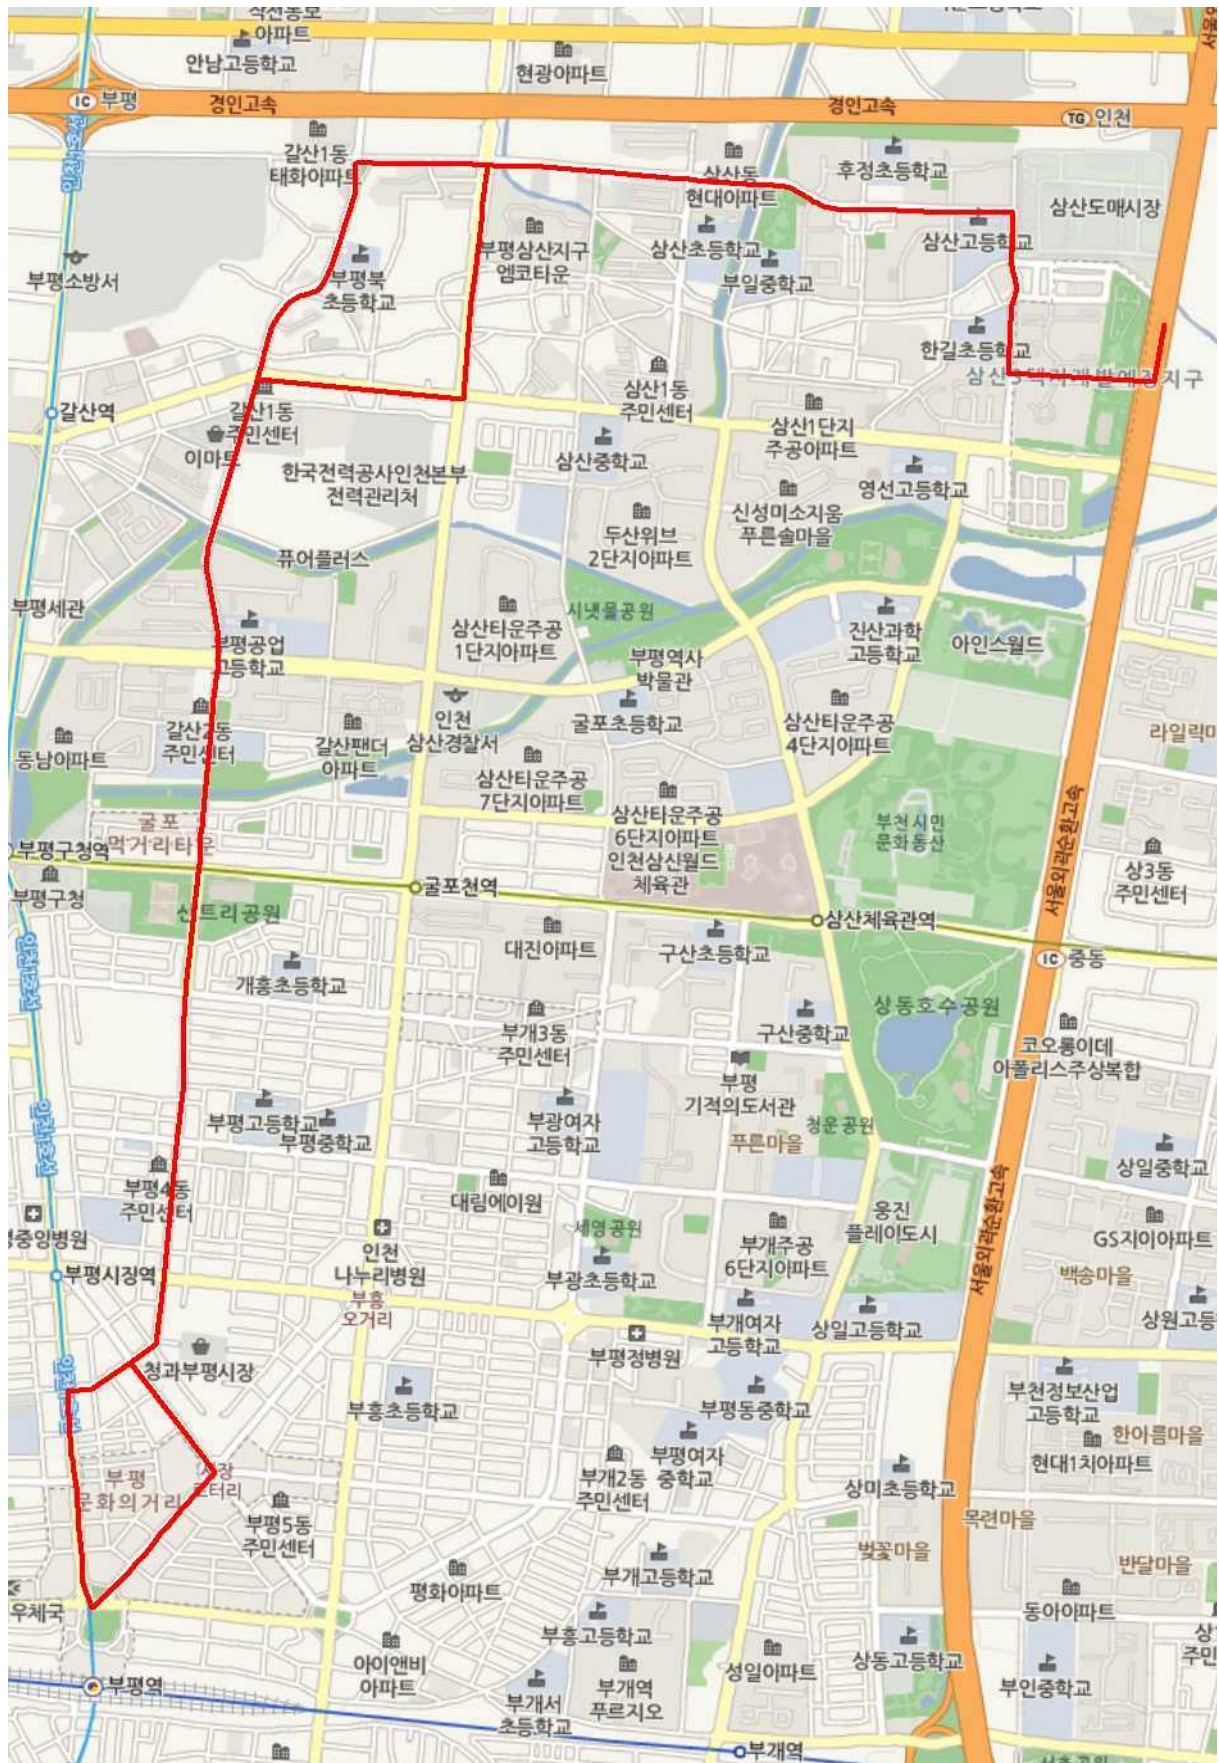 아파트
안남고등학교
현광아파트
IC 부평
경인고속
경인고속
TG 인천
갈산1동
태화아파트
삼산동
현대아파트
후정초등학교
삼산도매시장
삼산고등학교
부평소방서
부평북
초등학교
부평삼산지구
엠코타운
삼산초등학교
부일중학교
한길초등학교
갈산역
갈산1동
주민센터
이마트
삼산1동
주민센터
삼산1단지
주공아파트
한국전력공사인천본부
전력관리처
삼산중학교
영선고등학교
신성미소지움
푸른솔마을
두산위브
2단지아파트
퓨어플러스
부평세관
시냇물공원
부평공업
고등학교
삼산타운주공
1단지아파트
진산과학
고등학교
아인스월드
부평역사
박물관
갈산2동
주민센터
동남아파트
갈산팬더
아파트
인천
삼산경찰서
굴포초등학교
삼산타운주공
4단지아파트
삼산타운주공
7단지아파트
삼산타운주공
6단지아파트
인천삼신월드
체육관
부천시민
문화동산
서울외곽순환고속
굴포
먹거리타운
부평구청역
부평구청
굴포천역
상3동
주민센터
신트리공원
삼산체육관역
대진아파트
구산초등학교
IC 중동
개흥초등학교
인천1호선
부개3동
주민센터
구산중학교
상동호수공원
코오롱이데
아폴리스주상복합
부평
기적의도서관
부평고등학교
부평중학교
부광여자
고등학교
청운공원
푸른마을
인천1호선
부평4동
주민센터
대림에이원
상일중학교
세영공원
부개주공
6단지아파트
웅진
플레이도시
서울외곽순환고속
GS자이아파트
인천
나누리병원
부평시장역
부광초등학교
백송마을
부흥
오거리
부개여자
고등학교
상일고등학교
청과부평시장
부평정병원
부흥초등학교
부평동중학교
부천정보산업
고등학교
한아름마을
현대1차아파트
부평
문화의거리
부평여자
중학교
부개2동
주민센터
상미초등학교
부평5동
주민센터
목련마을
벚꽃마을
반달마을
평화아파트
부개고등학교
우체국
동아아파트
부흥고등학교
아이앤비
아파트
성일아파트
상동고등학교
부평역
부개서
초등학교
부개역
푸르지오
부인중학교
부개역